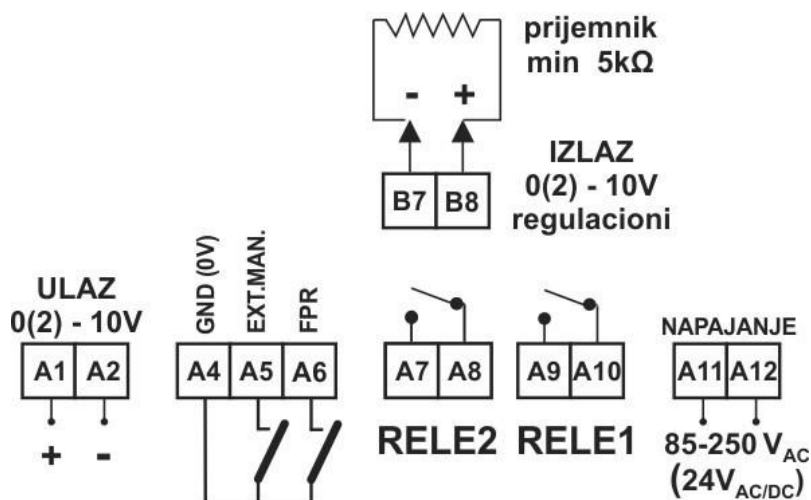 prijemnik
min 5kΩ
- +
B7 B8
IZLAZ
0(2) - 10V
regulacioni
ULAZ
0(2) - 10V
GND (0V)
EXT.MAN.
FPR
NAPAJANJE
A1 A2
A4 A5 A6
A7 A8
A9 A10
A11 A12
+ -
RELE2
RELE1
85-250 VAC
(24VAC/DC)